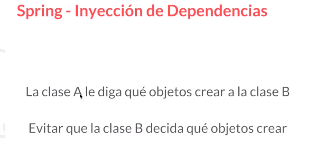 Spring - Inyección de Dependencias
La clase A le diga qué objetos crear a la clase B
Evitar que la clase B decida qué objetos crear